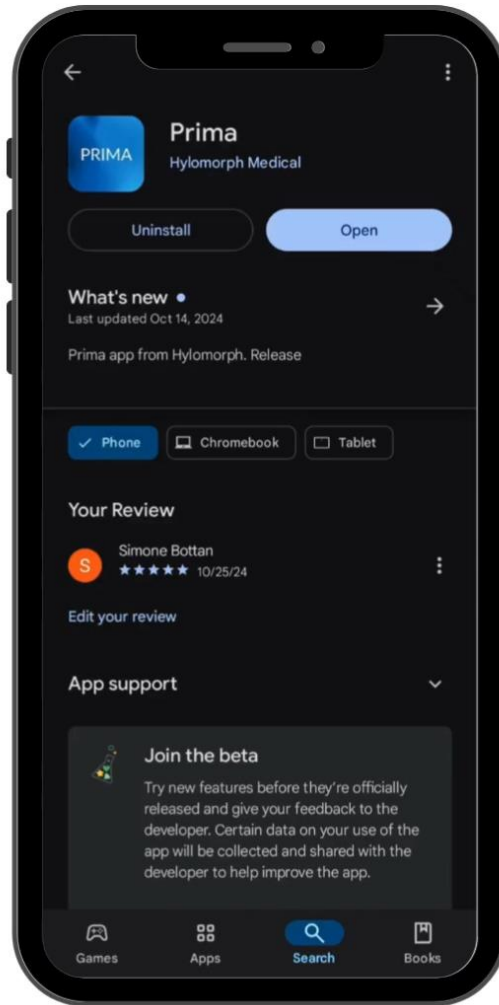 PRIMA
Prima
Hylomorph Medical
Uninstall
Open
What's new
Last updated Oct 14, 2024
Prima app from Hylomorph. Release
Phone
Chromebook
Tablet
Your Review
S
Simone Bottan
10/25/24
Edit your review
App support
Join the beta
Try new features before they're officially
released and give your feedback to the
developer. Certain data on your use of the
app will be collected and shared with the
developer to help improve the app.
Games
Apps
Search
Books